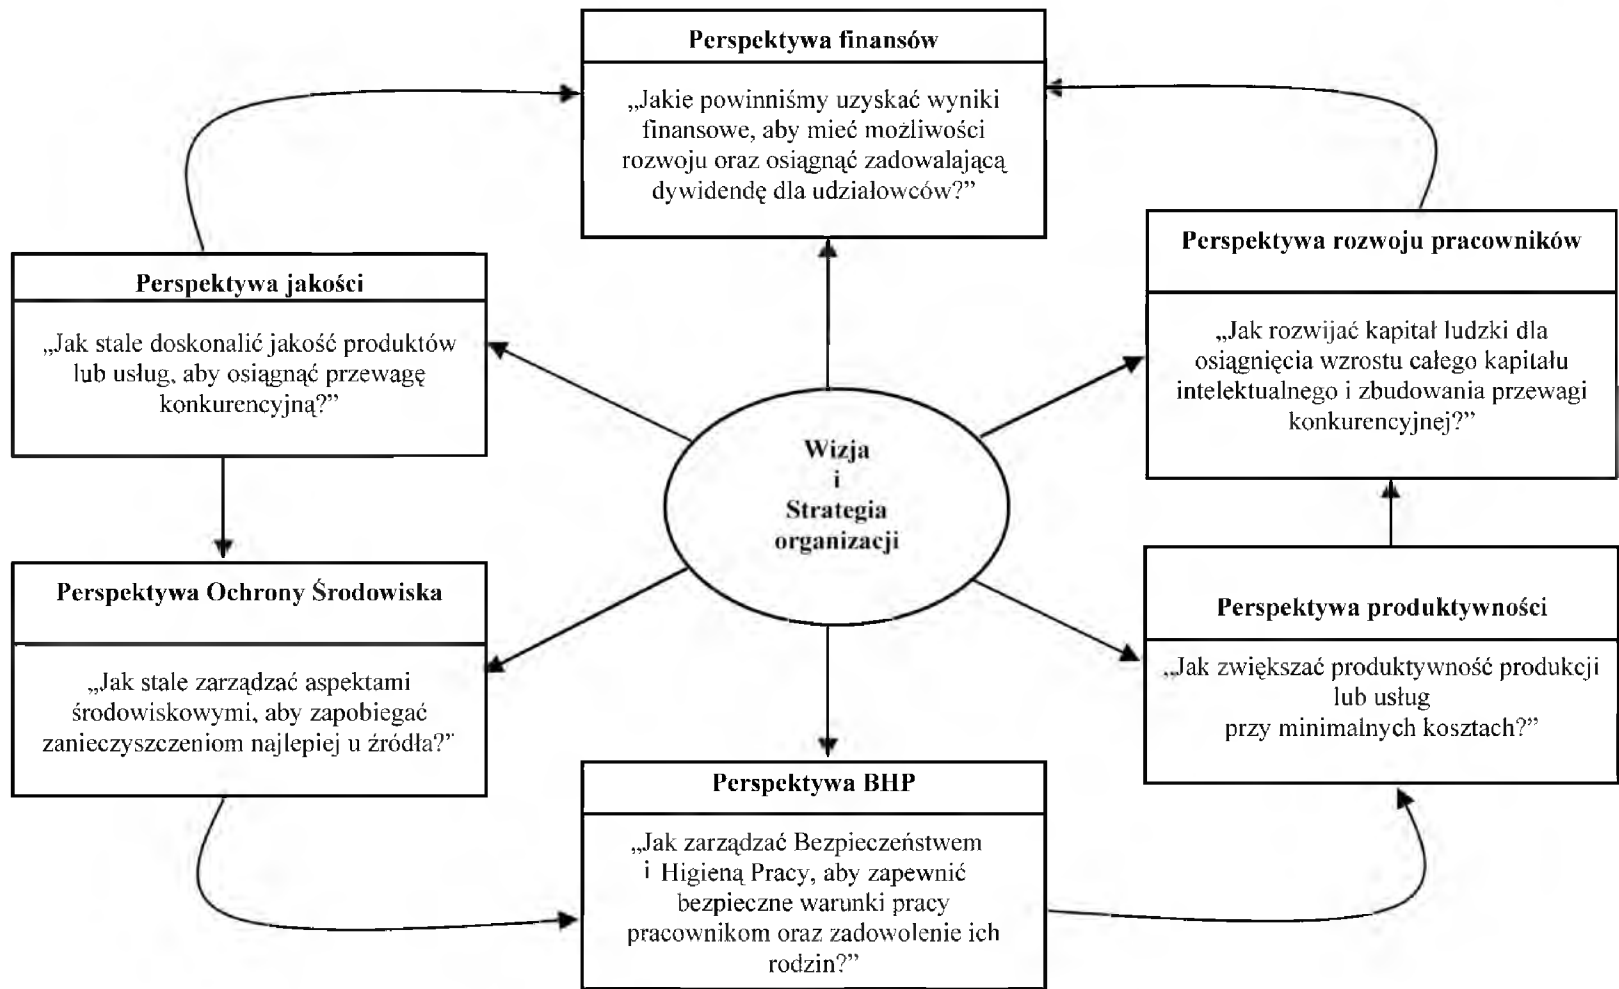 Perspektywa finansów
„Jakie powinniśmy uzyskać wyniki
finansowe, aby mieć możliwości
rozwoju oraz osiągnąć zadowalającą
dywidendę dla udziałowców?”
Perspektywa jakości
„Jak stale doskonalić jakość produktów
lub usług, aby osiągnąć przewagę
konkurencyjną?”
Perspektywa rozwoju pracowników
„Jak rozwijać kapitał ludzki dla
osiągnięcia wzrostu całego kapitału
intelektualnego i zbudowania przewagi
konkurencyjnej?”
Wizja
i
Strategia
organizacji
Perspektywa Ochrony Środowiska
„Jak stale zarządzać aspektami
środowiskowymi, aby zapobiegać
zanieczyszczeniom najlepiej u źródła?”
Perspektywa produktywności
„Jak zwiększać produktywność produkcji
lub usług
przy minimalnych kosztach?”
Perspektywa BHP
„Jak zarządzać Bezpieczeństwem
i Higieną Pracy, aby zapewnić
bezpieczne warunki pracy
pracownikom oraz zadowolenie ich
rodzin?”